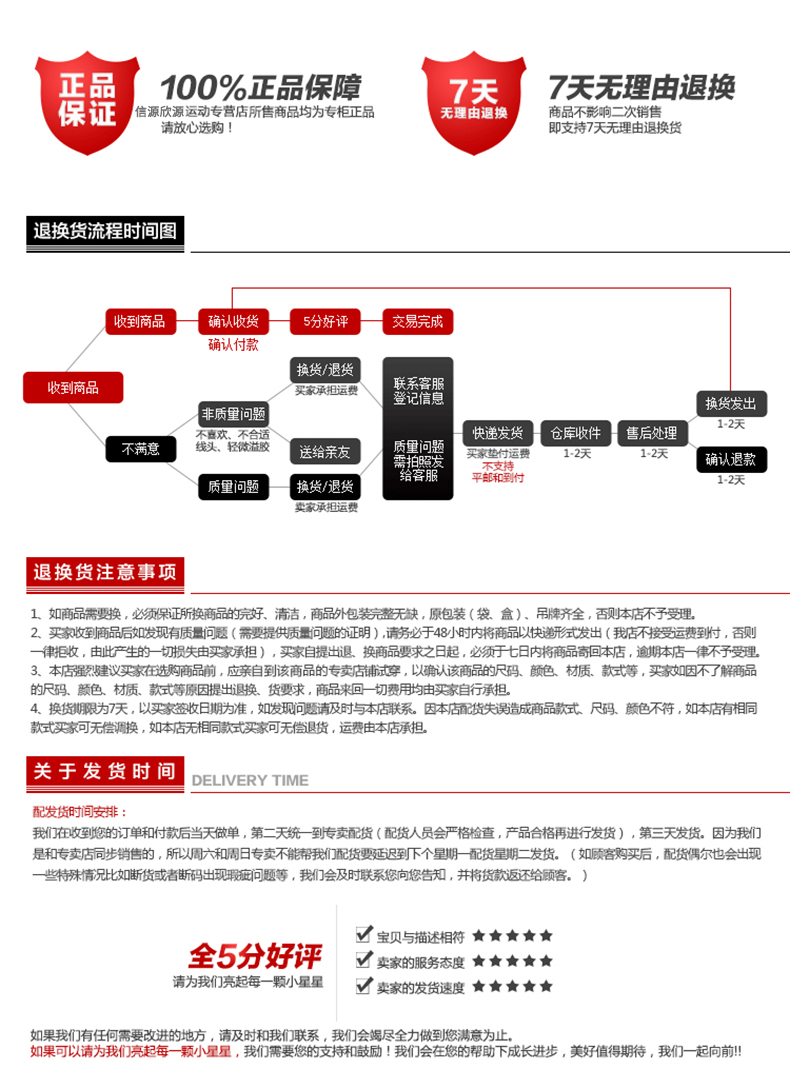 正品
保证
100%正品保障
信源欣源运动专营店所售商品均为专柜正品
请放心选购！
7天
无理由退换
7天无理由退换
商品不影响二次销售
即支持7天无理由退换货
退换货流程时间图
收到商品
确认收货
5分好评
交易完成
确认付款
收到商品
换货/退货
买家承担运费
联系客服
登记信息
非质量问题
不喜欢、不合适
线头、轻微溢胶
不满意
送给亲友
质量问题
需拍照发
给客服
质量问题
换货/退货
卖家承担运费
快递发货
买家垫付运费
不支持
平邮和到付
仓库收件
1-2天
售后处理
1-2天
换货发出
1-2天
确认退款
1-2天
退换货注意事项
1、如商品需要换，必须保证所换商品的完好、清洁，商品外包装完整无缺，原包装（袋、盒）、吊牌齐全，否则本店不予受理。
2、买家收到商品后如发现有质量问题（需要提供质量问题的证明）,请务必于48小时内将商品以快递形式发出（我店不接受运费到付，否则
一律拒收，由此产生的一切损失由买家承担），买家自提出退、换商品要求之日起，必须于七日内将商品寄回本店，逾期本店一律不予受理。
3、本店强烈建议买家在选购商品前，应亲自到该商品的专卖店铺试穿，以确认该商品的尺码、颜色、材质、款式等，买家如因不了解商品
的尺码、颜色、材质、款式等原因提出退换、货要求，商品来回一切费用均由买家自行承担。
4、换货期限为7天，以买家签收日期为准，如发现问题请及时与本店联系。因本店配货失误造成商品款式、尺码、颜色不符，如本店有相同
款式买家可无偿调换，如本店无相同款式买家可无偿退货，运费由本店承担。
关于发货时间
DELIVERY TIME
配发货时间安排：
我们在收到您的订单和付款后当天做单，第二天统一到专卖配货（配货人员会严格检查，产品合格再进行发货），第三天发货。因为我们
是和专卖店同步销售的，所以周六和周日专卖不能帮我们配货要延迟到下个星期一配货星期二发货。（如顾客购买后，配货偶尔也会出现
一些特殊情况比如断货或者断码出现瑕疵问题等，我们会及时联系您向您告知，并将货款返还给顾客。）
全5分好评
请为我们亮起每一颗小星星
宝贝与描述相符 ★★★★★
卖家的服务态度 ★★★★★
卖家的发货速度 ★★★★★
如果我们有任何需要改进的地方，请及时和我们联系，我们会竭尽全力做到您满意为止。
如果可以请为我们亮起每一颗小星星，我们需要您的支持和鼓励！我们会在您的帮助下成长进步，美好值得期待，我们一起向前!!